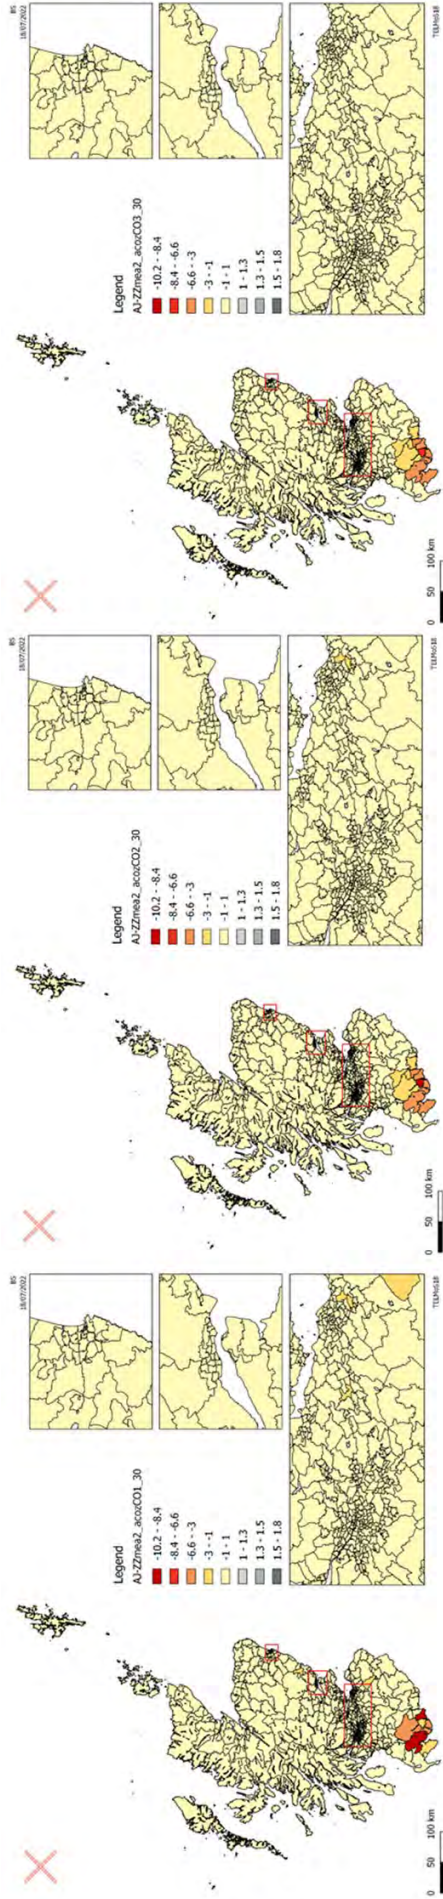 BS
18/07/2022
Legend
AJ-ZZmea2_acozCO3_30
-10.2 - -8.4
-8.4 - -6.6
-6.6 - -3
-3 - -1
-1 - 1
1 - 1.3
1.3 - 1.5
1.5 - 1.8
0 50 100 km
TELMoS18
BS
18/07/2022
Legend
AJ-ZZmea2_acozCO2_30
-10.2 - -8.4
-8.4 - -6.6
-6.6 - -3
-3 - -1
-1 - 1
1 - 1.3
1.3 - 1.5
1.5 - 1.8
0 50 100 km
TELMoS18
BS
18/07/2022
Legend
AJ-ZZmea2_acozCO1_30
-10.2 - -8.4
-8.4 - -6.6
-6.6 - -3
-3 - -1
-1 - 1
1 - 1.3
1.3 - 1.5
1.5 - 1.8
0 50 100 km
TELMoS18